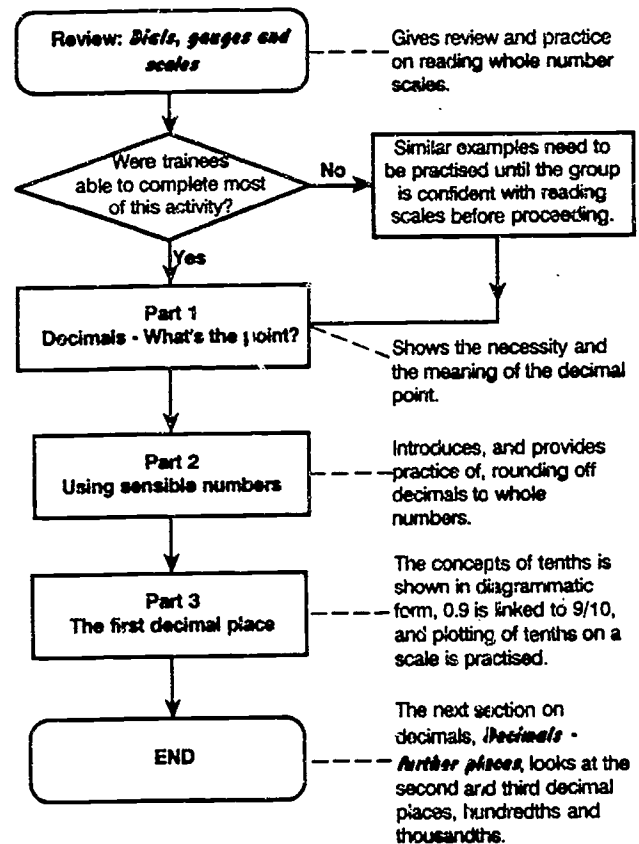 Review: Dials, gauges and
scales
Gives review and practice
on reading whole number
scales.
Were trainees
able to complete most
of this activity?
No
Similar examples need to
be practised until the group
is confident with reading
scales before proceeding.
Yes
Part 1
Decimals - What's the point?
Shows the necessity and
the meaning of the decimal
point.
Part 2
Using sensible numbers
Introduces, and provides
practice of, rounding off
decimals to whole
numbers.
Part 3
The first decimal place
The concepts of tenths is
shown in diagrammatic
form, 0.9 is linked to 9/10,
and plotting of tenths on a
scale is practised.
END
The next section on
decimals, Decimals -
further places, looks at the
second and third decimal
places, hundredths and
thousandths.